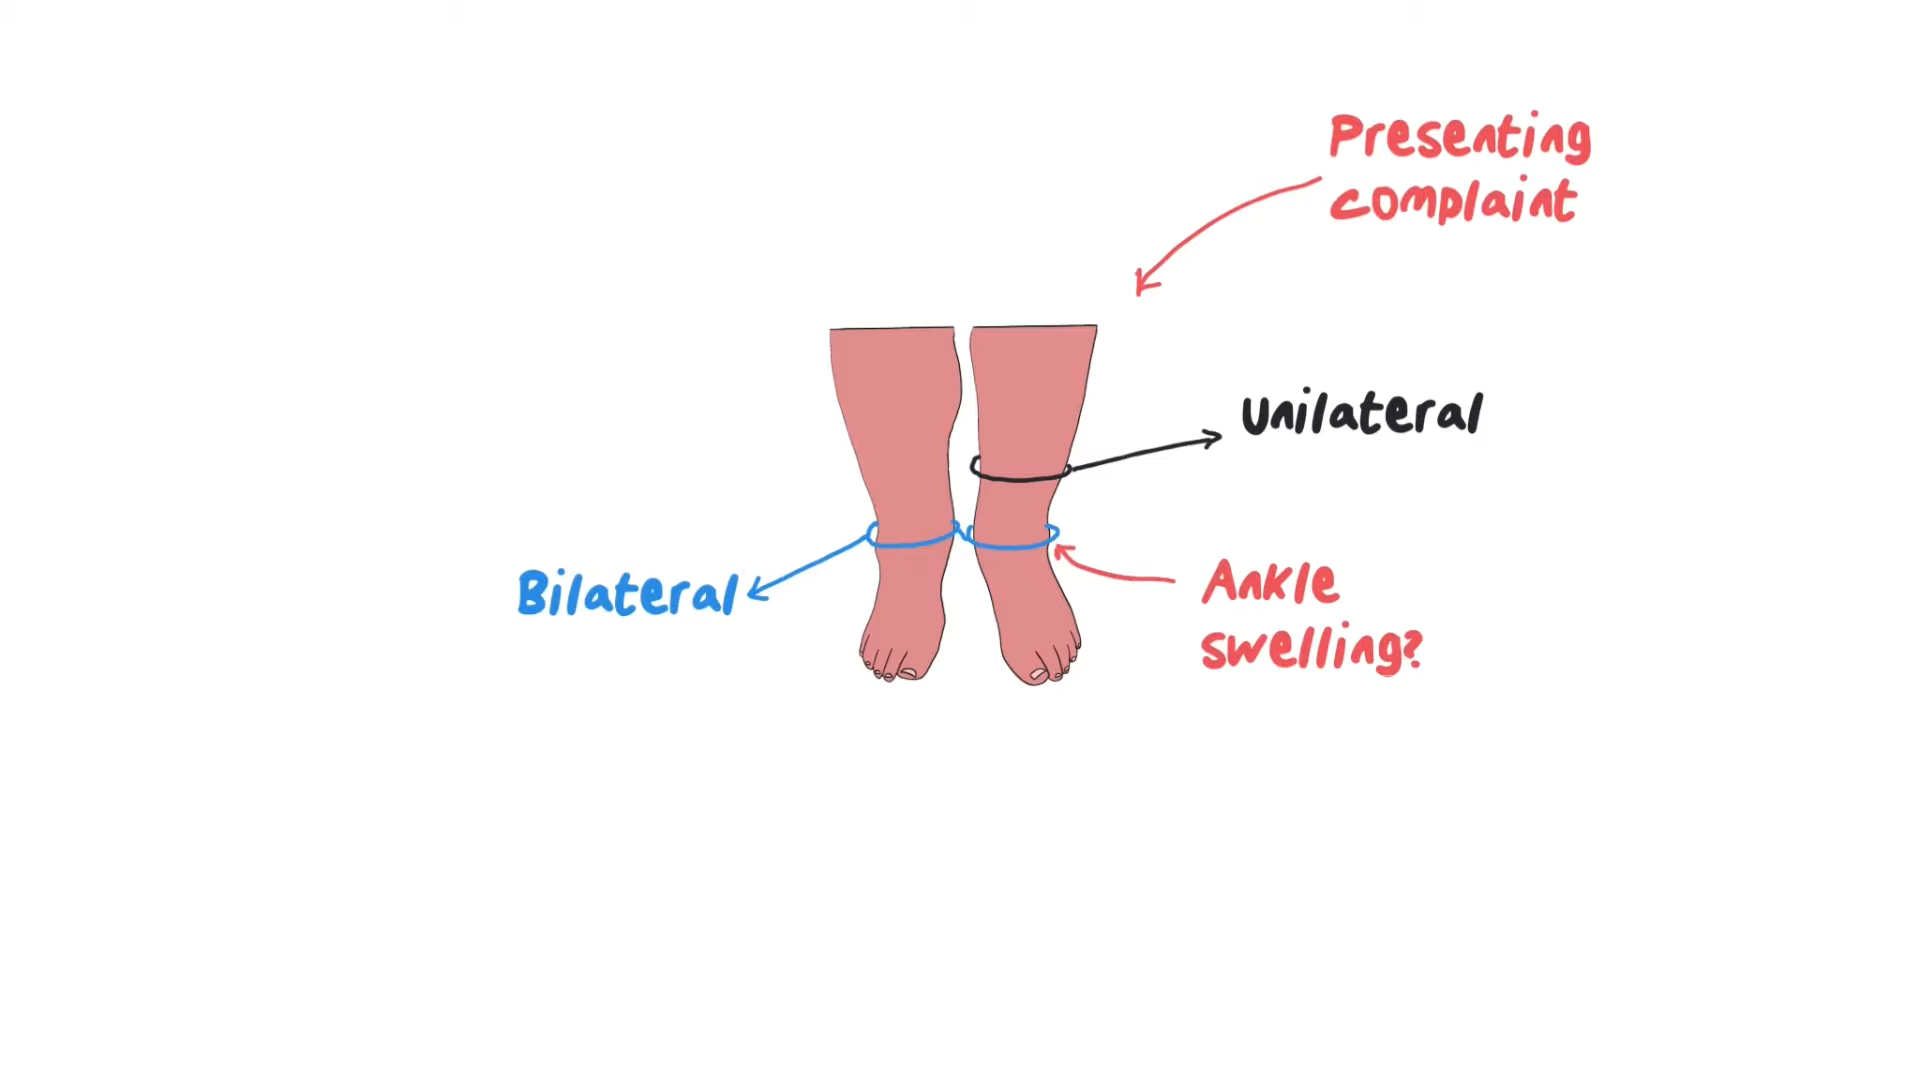 Presenting
complaint
Unilateral
Bilateral
Ankle
swelling?